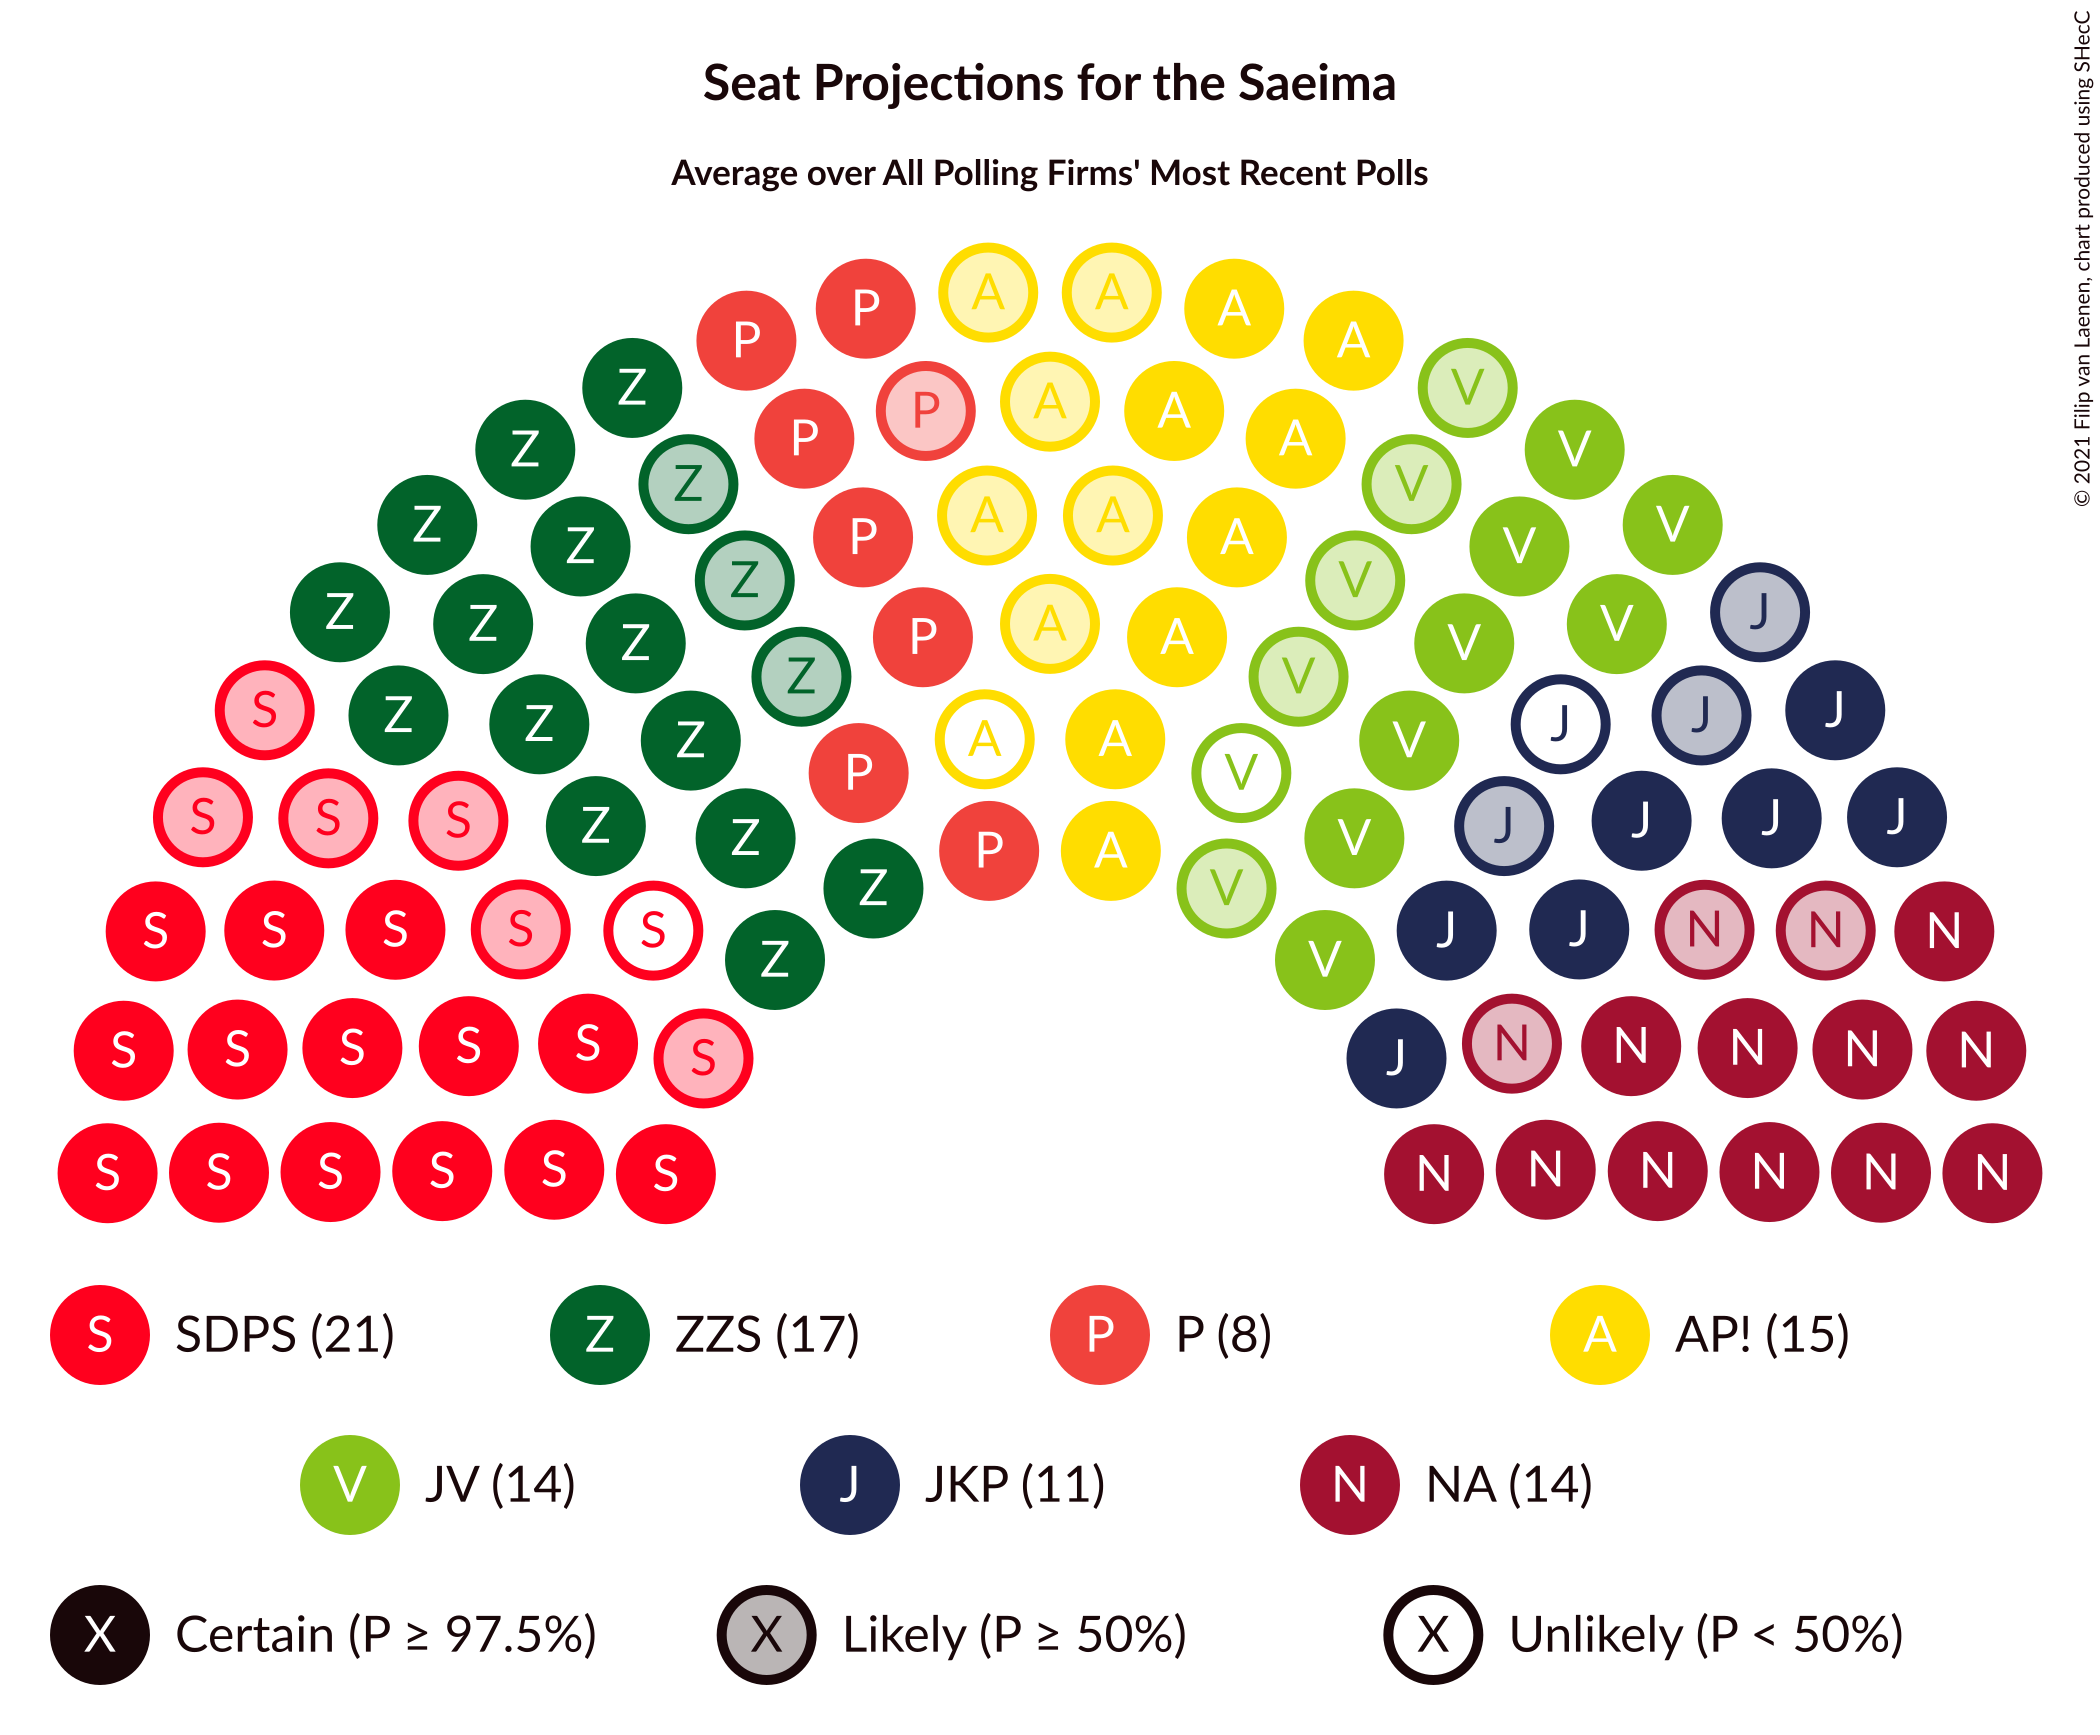 Seat Projections for the Saeima
Average over All Polling Firms' Most Recent Polls
© 2021 Filip van Laenen, chart produced using SHecC
P A A A
P A
Z V
P A A
P A
Z V
Z V
Z A A V
Z P A V
Z V
Z J
Z A V
Z P A V
Z V
S Z J J
Z J
Z A A V
P V
S S S Z J J J J
Z V
P A
Z V
S S S S S J J N N N
Z V
S S S S S S J N N N N N
S S S S S S N N N N N N
S SDPS (21) Z ZZS (17) P P (8) A AP! (15)
V JV (14) J JKP (11) N NA (14)
X Certain (P ≥ 97.5%) X Likely (P ≥ 50%) X Unlikely (P < 50%)